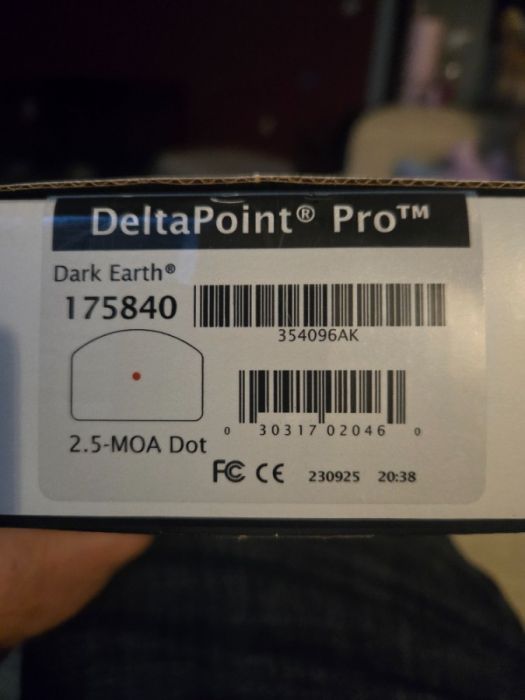 DeltaPoint® Pro™
Dark Earth®
175840
354096AK
0 30317 02046 0
2.5-MOA Dot
FC CE 230925 20:38